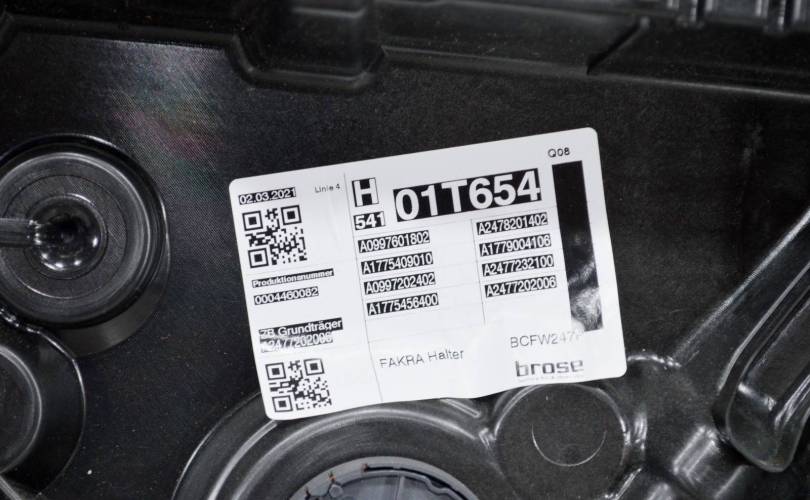 02.03.2021 Linie 4
Produktionsnummer
0004460082
ZB Grundträger
A2477202006
H
541
01T654
Q08
A0997601802
A1775409010
A0997202402
A1775456400
A2478201402
A1779004106
A2477232100
A2477202006
FAKRA Halter
BCFW247
brose